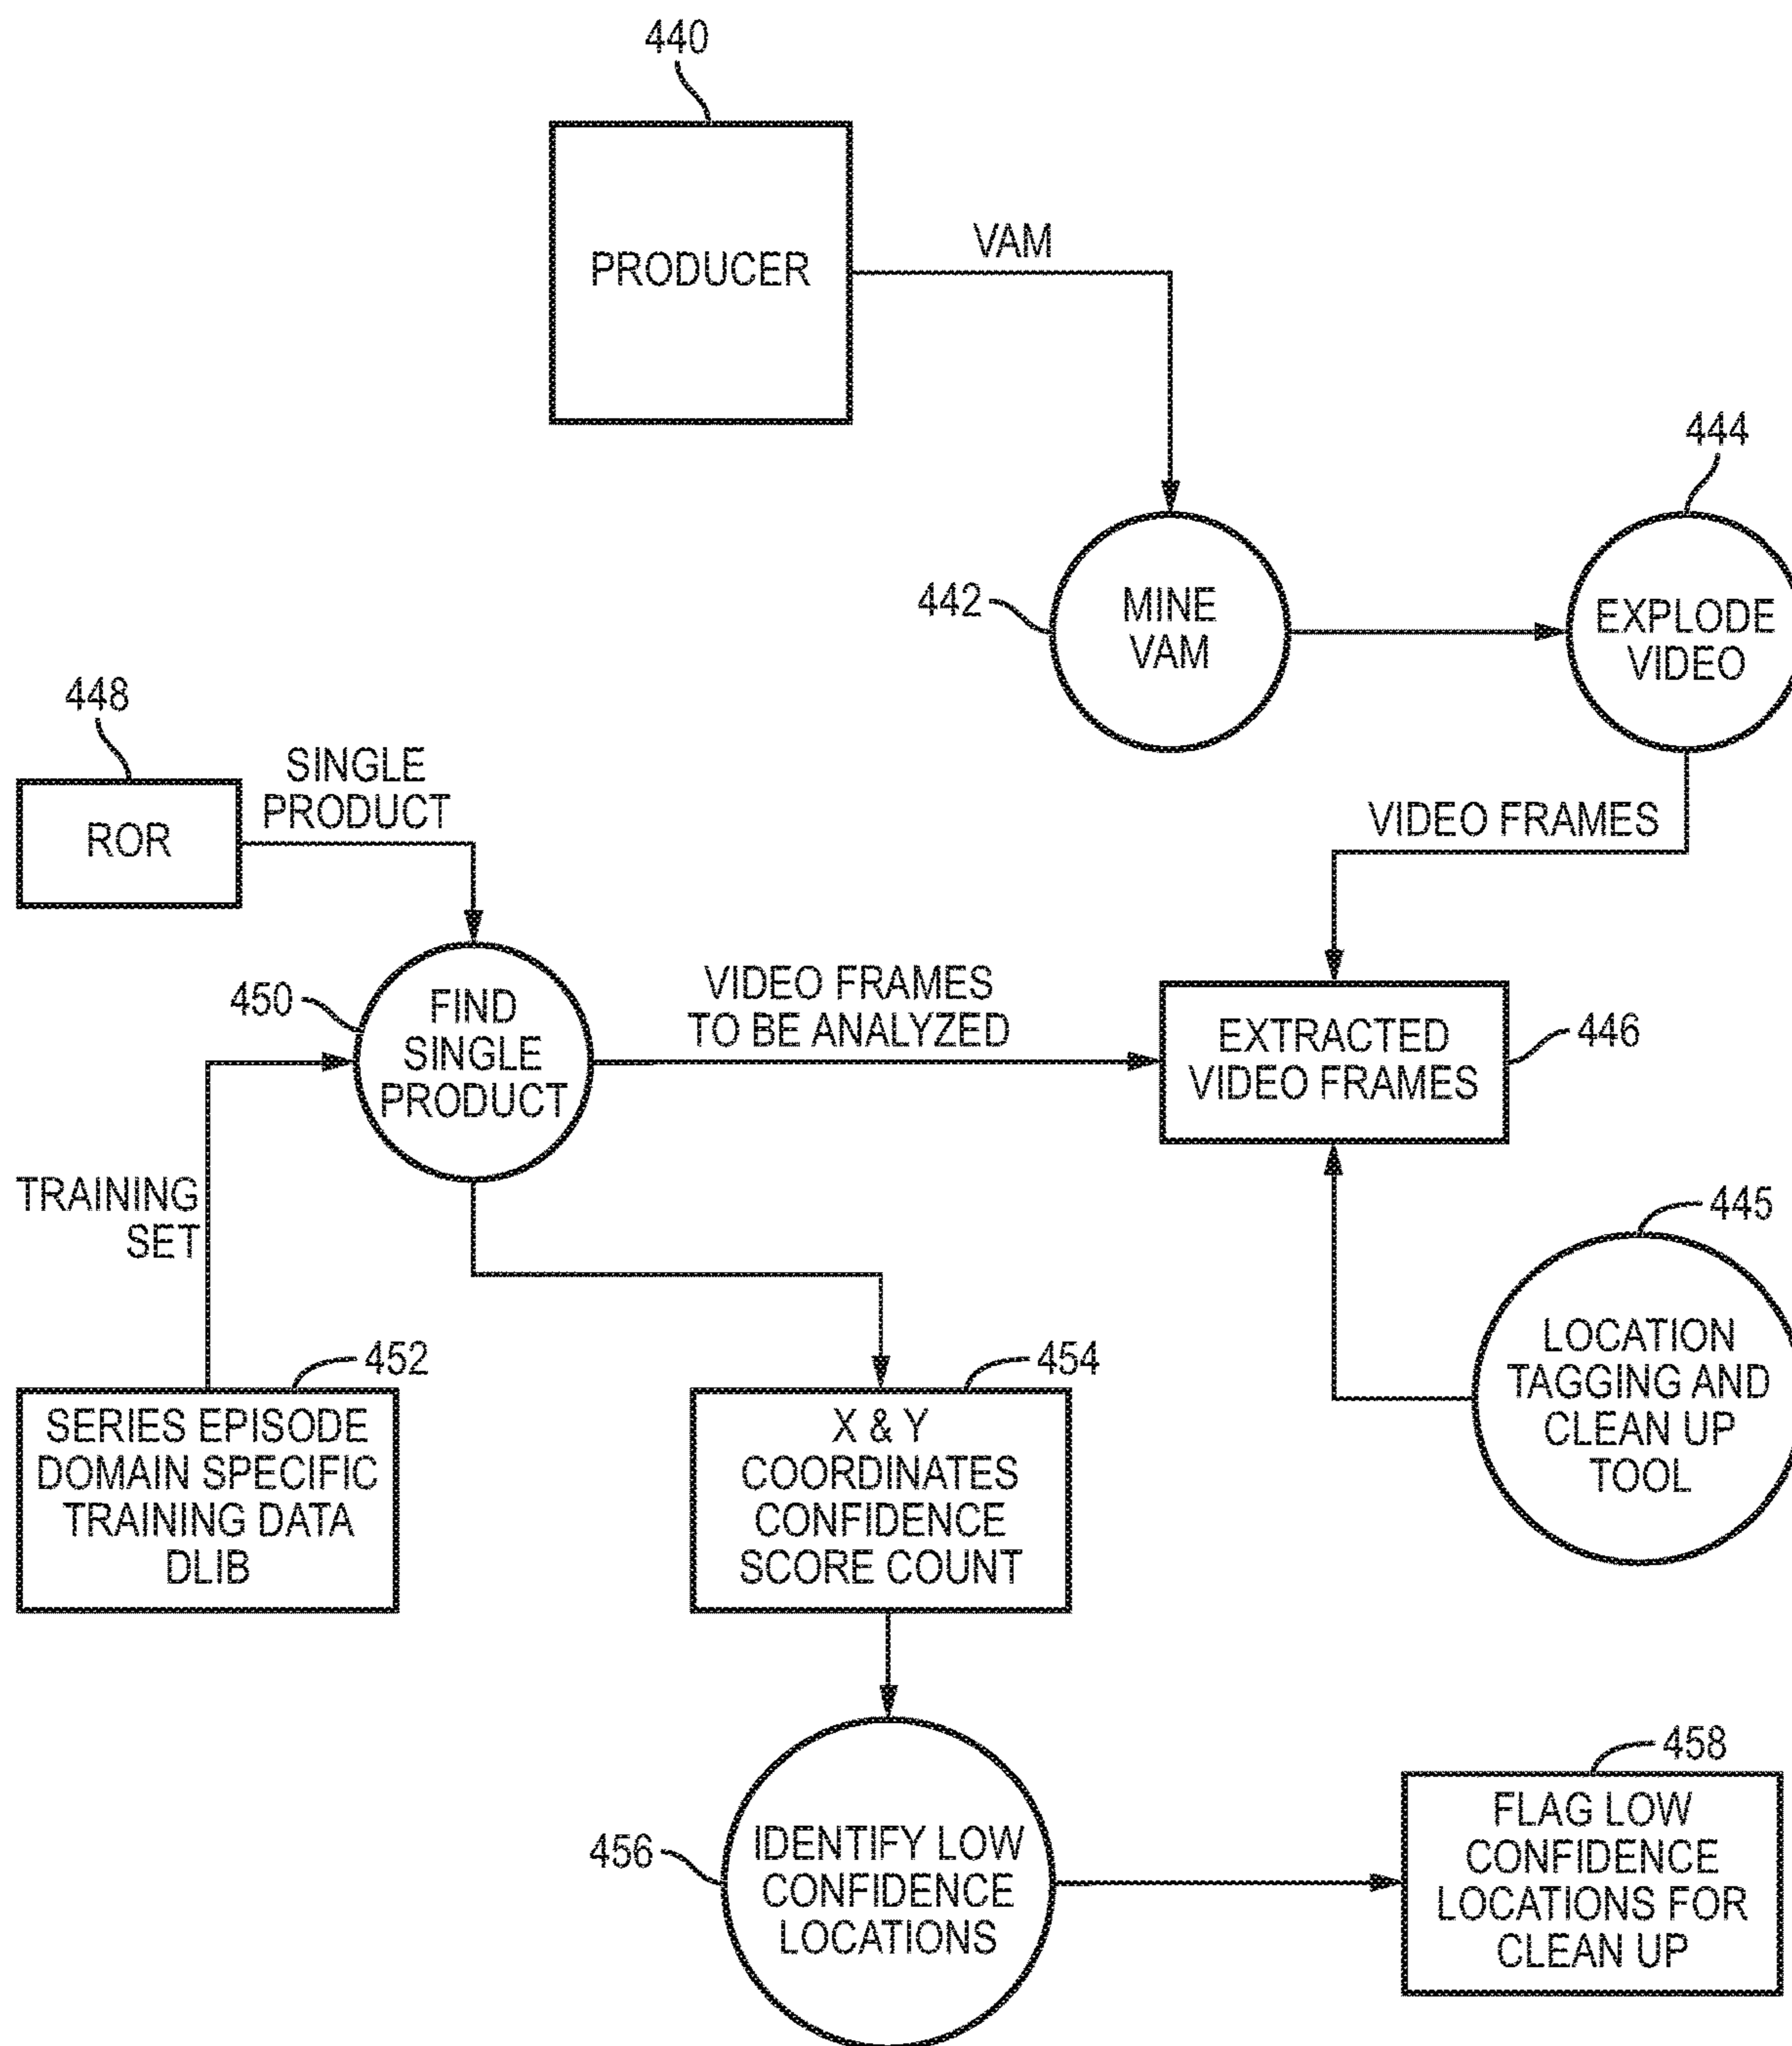 440
PRODUCER
VAM
444
442
MINE
VAM
EXPLODE
VIDEO
448
SINGLE
PRODUCT
ROR
VIDEO FRAMES
450
FIND
SINGLE
PRODUCT
VIDEO FRAMES
TO BE ANALYZED
EXTRACTED
VIDEO FRAMES
446
TRAINING
SET
445
LOCATION
TAGGING AND
CLEAN UP
TOOL
452
SERIES EPISODE
DOMAIN SPECIFIC
TRAINING DATA
DLIB
454
X & Y
COORDINATES
CONFIDENCE
SCORE COUNT
456
IDENTIFY LOW
CONFIDENCE
LOCATIONS
458
FLAG LOW
CONFIDENCE
LOCATIONS FOR
CLEAN UP